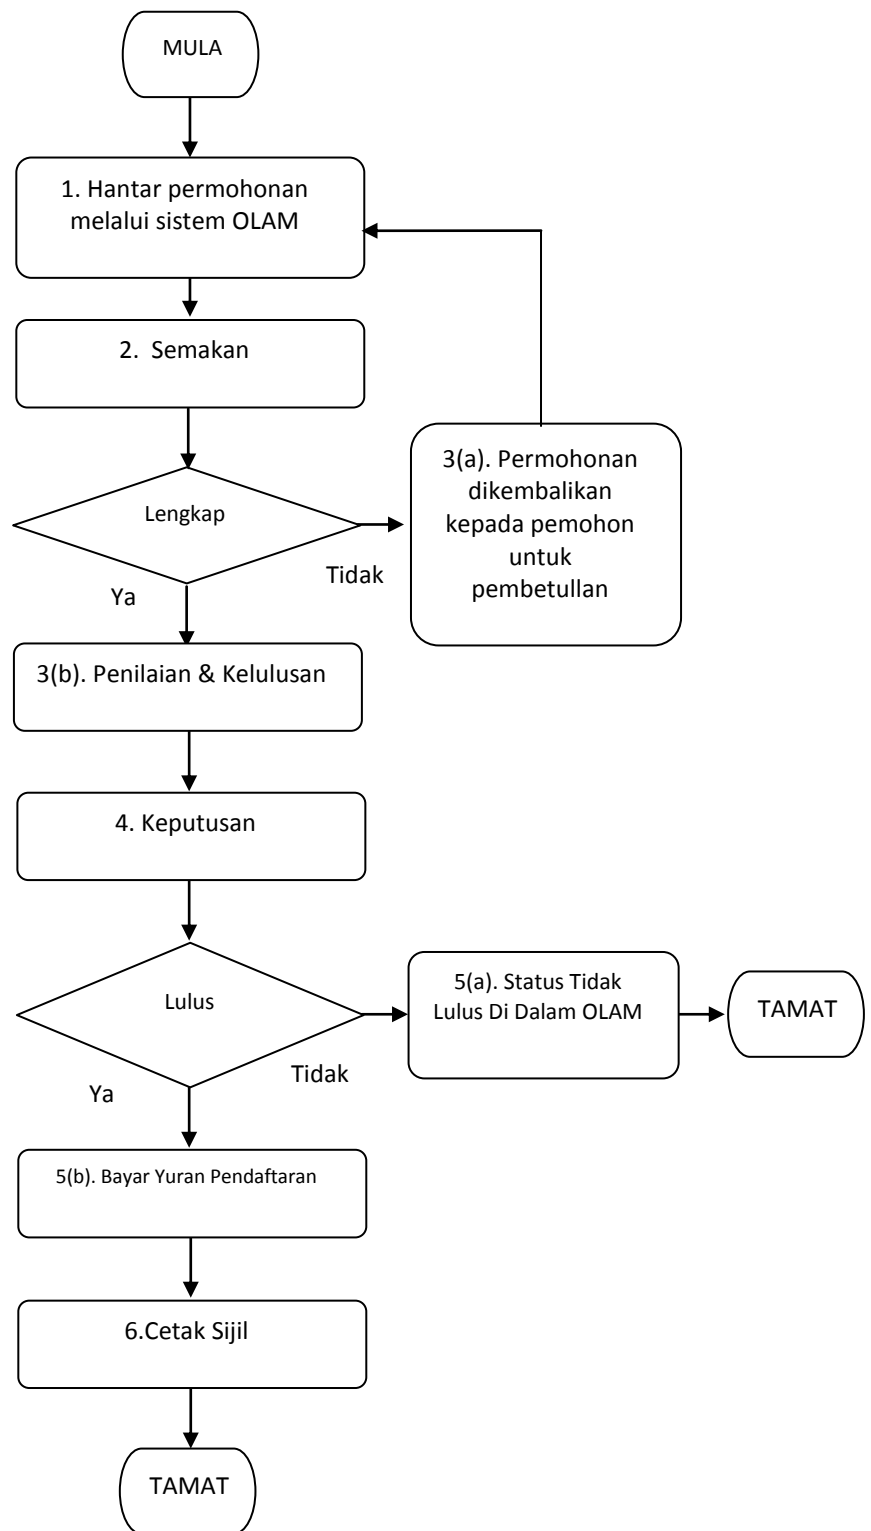 MULA
1. Hantar permohonan
melalui sistem OLAM
2. Semakan
Lengkap
Tidak
Ya
3(a). Permohonan
dikembalikan
kepada pemohon
untuk
pembetullan
3(b). Penilaian & Kelulusan
4. Keputusan
Lulus
Tidak
Ya
5(a). Status Tidak
Lulus Di Dalam OLAM
TAMAT
5(b). Bayar Yuran Pendaftaran
6.Cetak Sijil
TAMAT